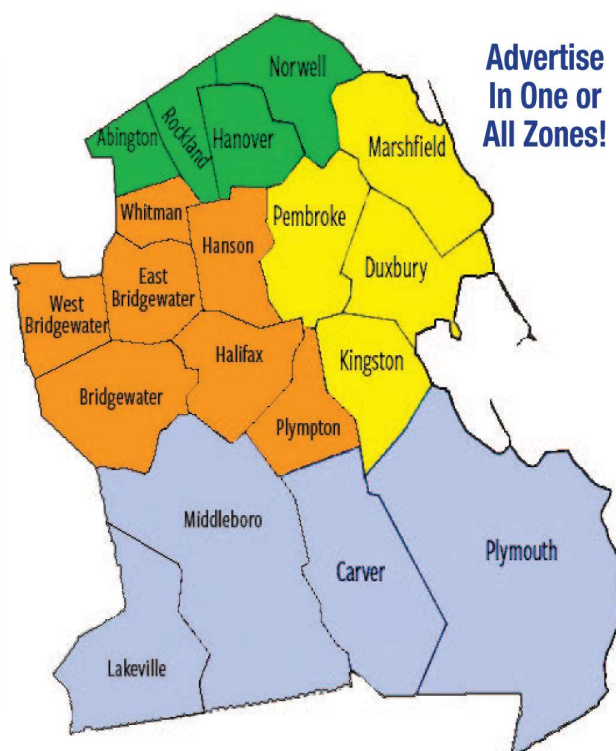 Advertise
In One or
All Zones!
Norwell
Abington
Rockland
Hanover
Marshfield
Whitman
Hanson
Pembroke
East
Bridgewater
Duxbury
West
Bridgewater
Halifax
Kingston
Bridgewater
Plympton
Middleboro
Carver
Plymouth
Lakeville